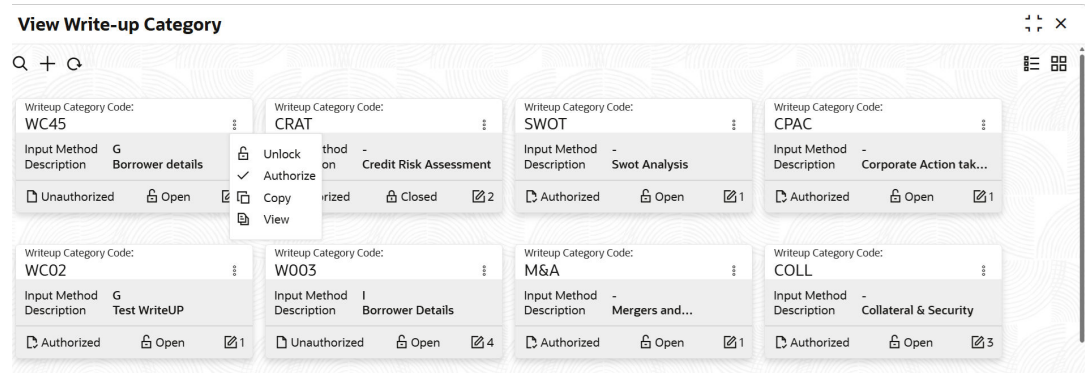 View Write-up Category
Writeup Category Code:
WC45
Input Method G
Description Borrower details
Unauthorized Open
Unlock
Authorize
Copy
View
Writeup Category Code:
CRAT
thod -
on Credit Risk Assessment
rized Closed 2
Writeup Category Code:
SWOT
Input Method -
Description Swot Analysis
Authorized Open 1
Writeup Category Code:
CPAC
Input Method -
Description Corporate Action tak...
Authorized Open 1
Writeup Category Code:
WC02
Input Method G
Description Test WriteUP
Authorized Open 1
Writeup Category Code:
W003
Input Method I
Description Borrower Details
Unauthorized Open 4
Writeup Category Code:
M&A
Input Method -
Description Mergers and...
Authorized Open 1
Writeup Category Code:
COLL
Input Method -
Description Collateral & Security
Authorized Open 3